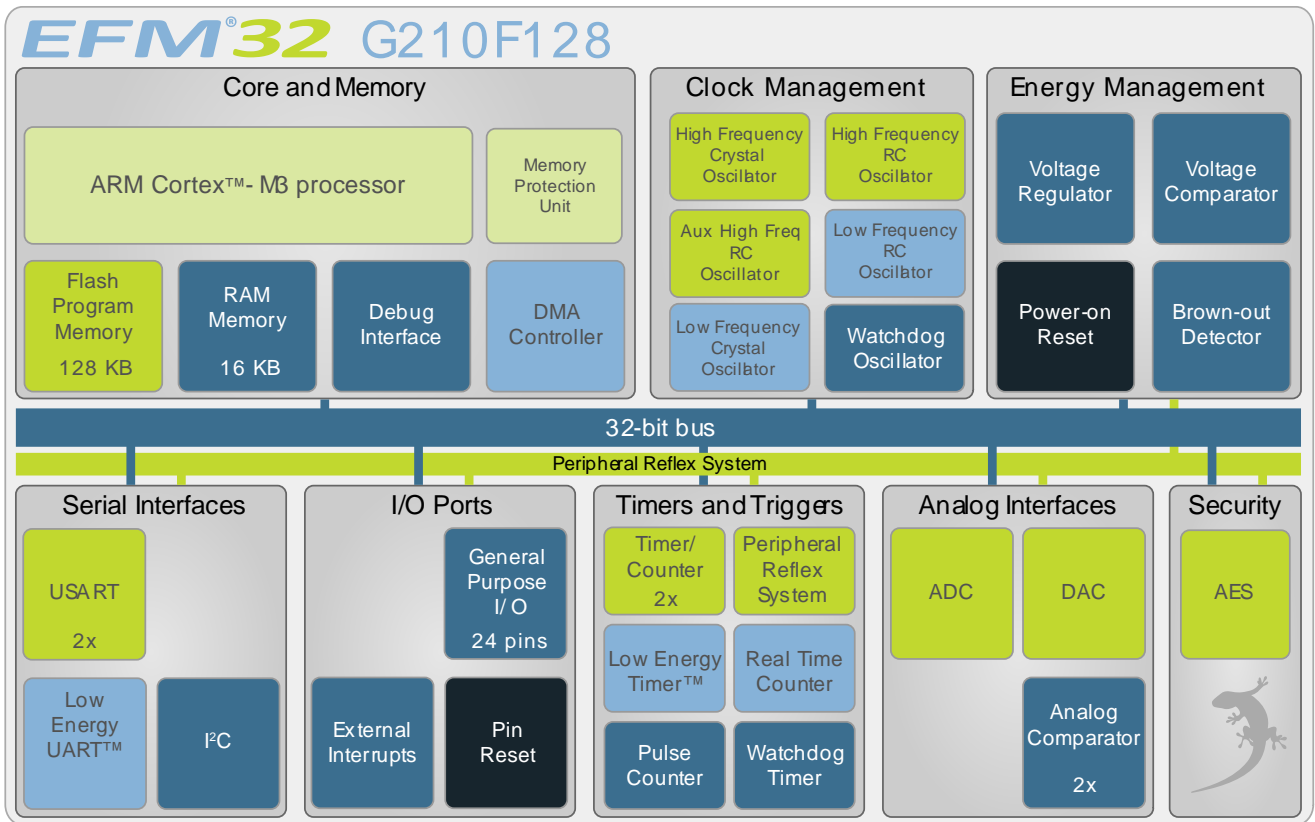 EFM®32 G210F128
Core and Memory
ARM Cortex™- M3 processor
Memory
Protection
Unit
Flash
Program
Memory
128 KB
RAM
Memory
16 KB
Debug
Interface
DMA
Controller
Clock Management
High Frequency
Crystal
Oscillator
High Frequency
RC
Oscillator
Aux High Freq
RC
Oscillator
Low Frequency
RC
Oscillator
Low Frequency
Crystal
Oscillator
Watchdog
Oscillator
Energy Management
Voltage
Regulator
Voltage
Comparator
Power-on
Reset
Brown-out
Detector
32-bit bus
Peripheral Reflex System
Serial Interfaces
USART
2x
Low
Energy
UART™
I²C
I/O Ports
General
Purpose
I/ O
24 pins
External
Interrupts
Pin
Reset
Timers and Triggers
Timer/
Counter
2x
Peripheral
Reflex
System
Low Energy
Timer™
Real Time
Counter
Pulse
Counter
Watchdog
Timer
Analog Interfaces
ADC
DAC
Analog
Comparator
2x
Security
AES